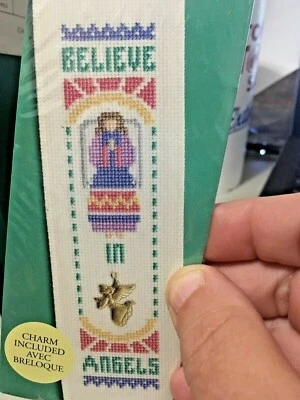 BELIEVE
in
ANGELS
CHARM
INCLUDED
AVEC
BRELOQUE